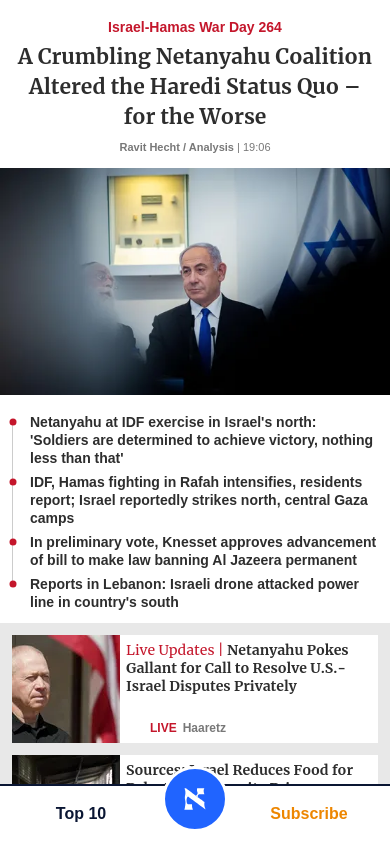 Israel-Hamas War Day 264
A Crumbling Netanyahu Coalition
Altered the Haredi Status Quo –
for the Worse
Ravit Hecht / Analysis | 19:06
Netanyahu at IDF exercise in Israel's north:
'Soldiers are determined to achieve victory, nothing
less than that'
IDF, Hamas fighting in Rafah intensifies, residents
report; Israel reportedly strikes north, central Gaza
camps
In preliminary vote, Knesset approves advancement
of bill to make law banning Al Jazeera permanent
Reports in Lebanon: Israeli drone attacked power
line in country's south
Live Updates | Netanyahu Pokes
Gallant for Call to Resolve U.S.-
Israel Disputes Privately
LIVE Haaretz
Sources: Israel Reduces Food for
Top 10
Subscribe